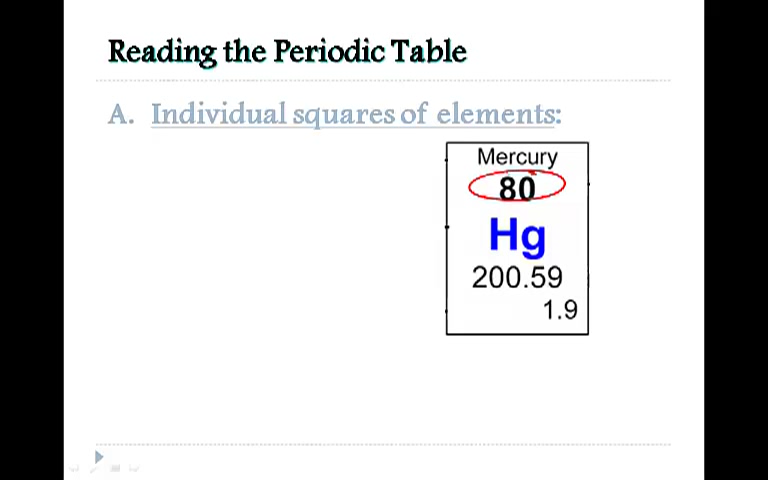 Reading the Periodic Table
A. Individual squares of elements:
Mercury
80
Hg
200.59
1.9